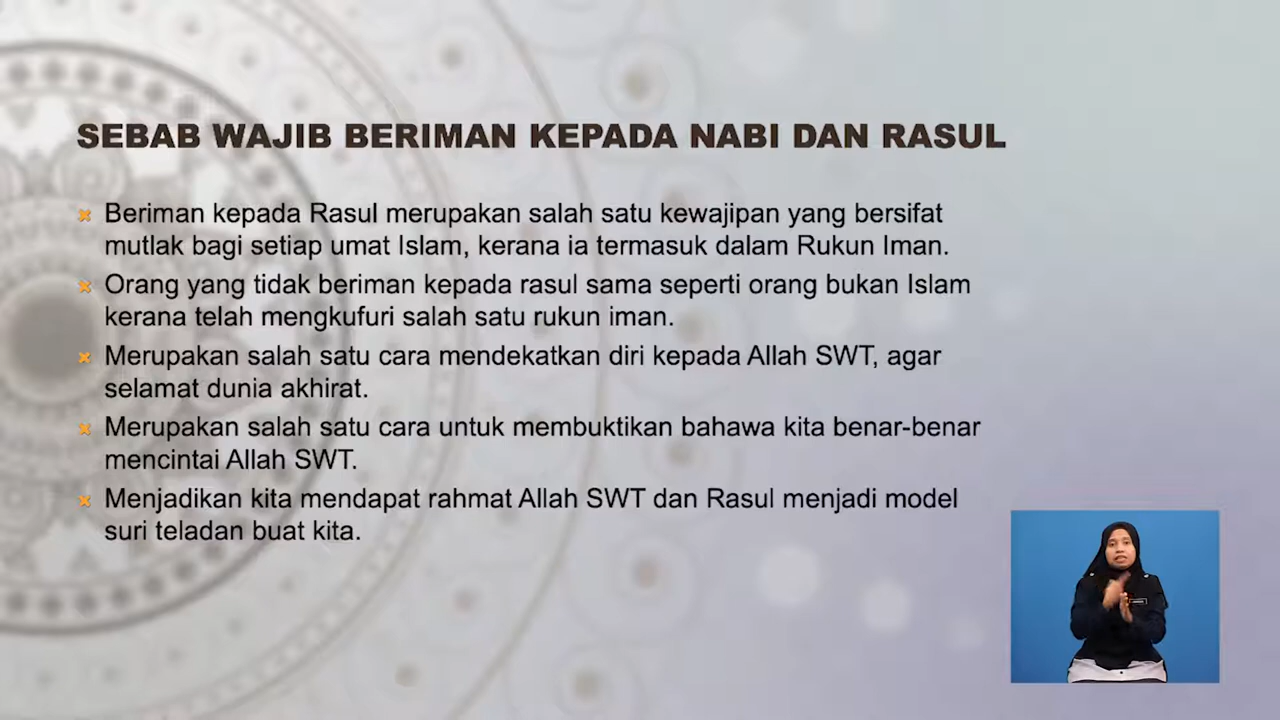 SEBAB WAJIB BERIMAN KEPADA NABI DAN RASUL
Beriman kepada Rasul merupakan salah satu kewajipan yang bersifat
mutlak bagi setiap umat Islam, kerana ia termasuk dalam Rukun Iman.
Orang yang tidak beriman kepada rasul sama seperti orang bukan Islam
kerana telah mengkufuri salah satu rukun iman.
Merupakan salah satu cara mendekatkan diri kepada Allah SWT, agar
selamat dunia akhirat.
Merupakan salah satu cara untuk membuktikan bahawa kita benar-benar
mencintai Allah SWT.
Menjadikan kita mendapat rahmat Allah SWT dan Rasul menjadi model
suri teladan buat kita.